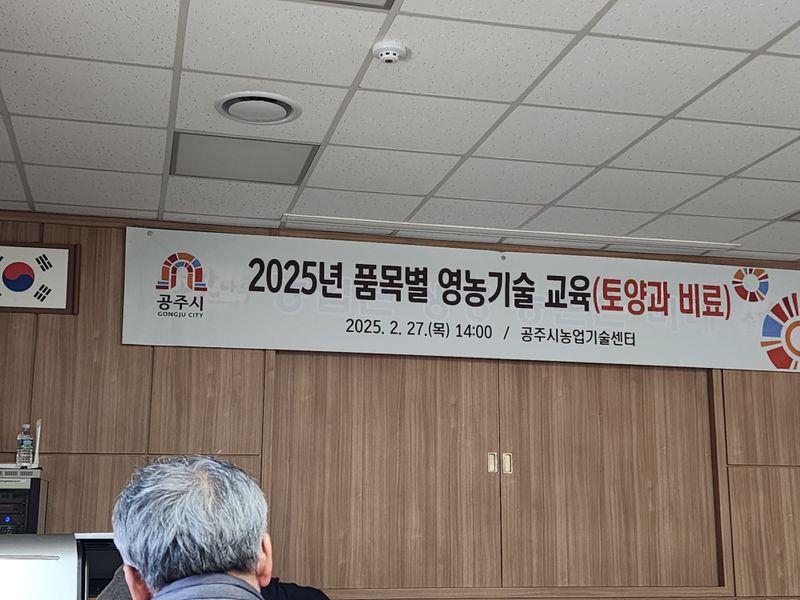 공주시
GONGJU CITY
2025년 품목별 영농기술 교육(토양과 비료)
2025. 2. 27.(목) 14:00 / 공주시농업기술센터